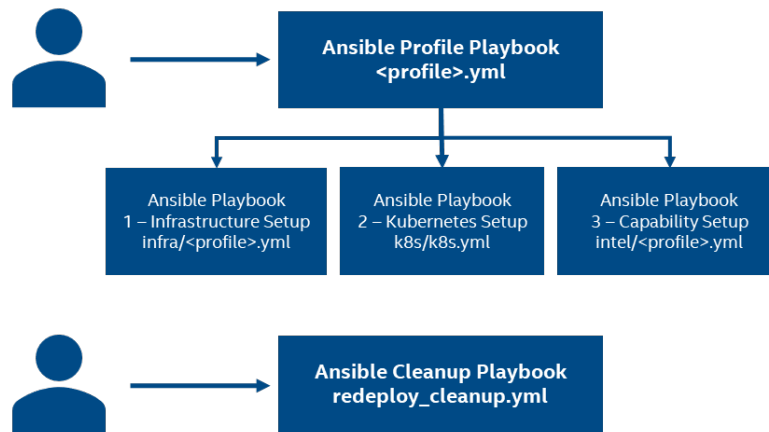 Ansible Profile Playbook
<profile>.yml
Ansible Playbook
1 – Infrastructure Setup
infra/<profile>.yml
Ansible Playbook
2 – Kubernetes Setup
k8s/k8s.yml
Ansible Playbook
3 – Capability Setup
intel/<profile>.yml
Ansible Cleanup Playbook
redeploy_cleanup.yml